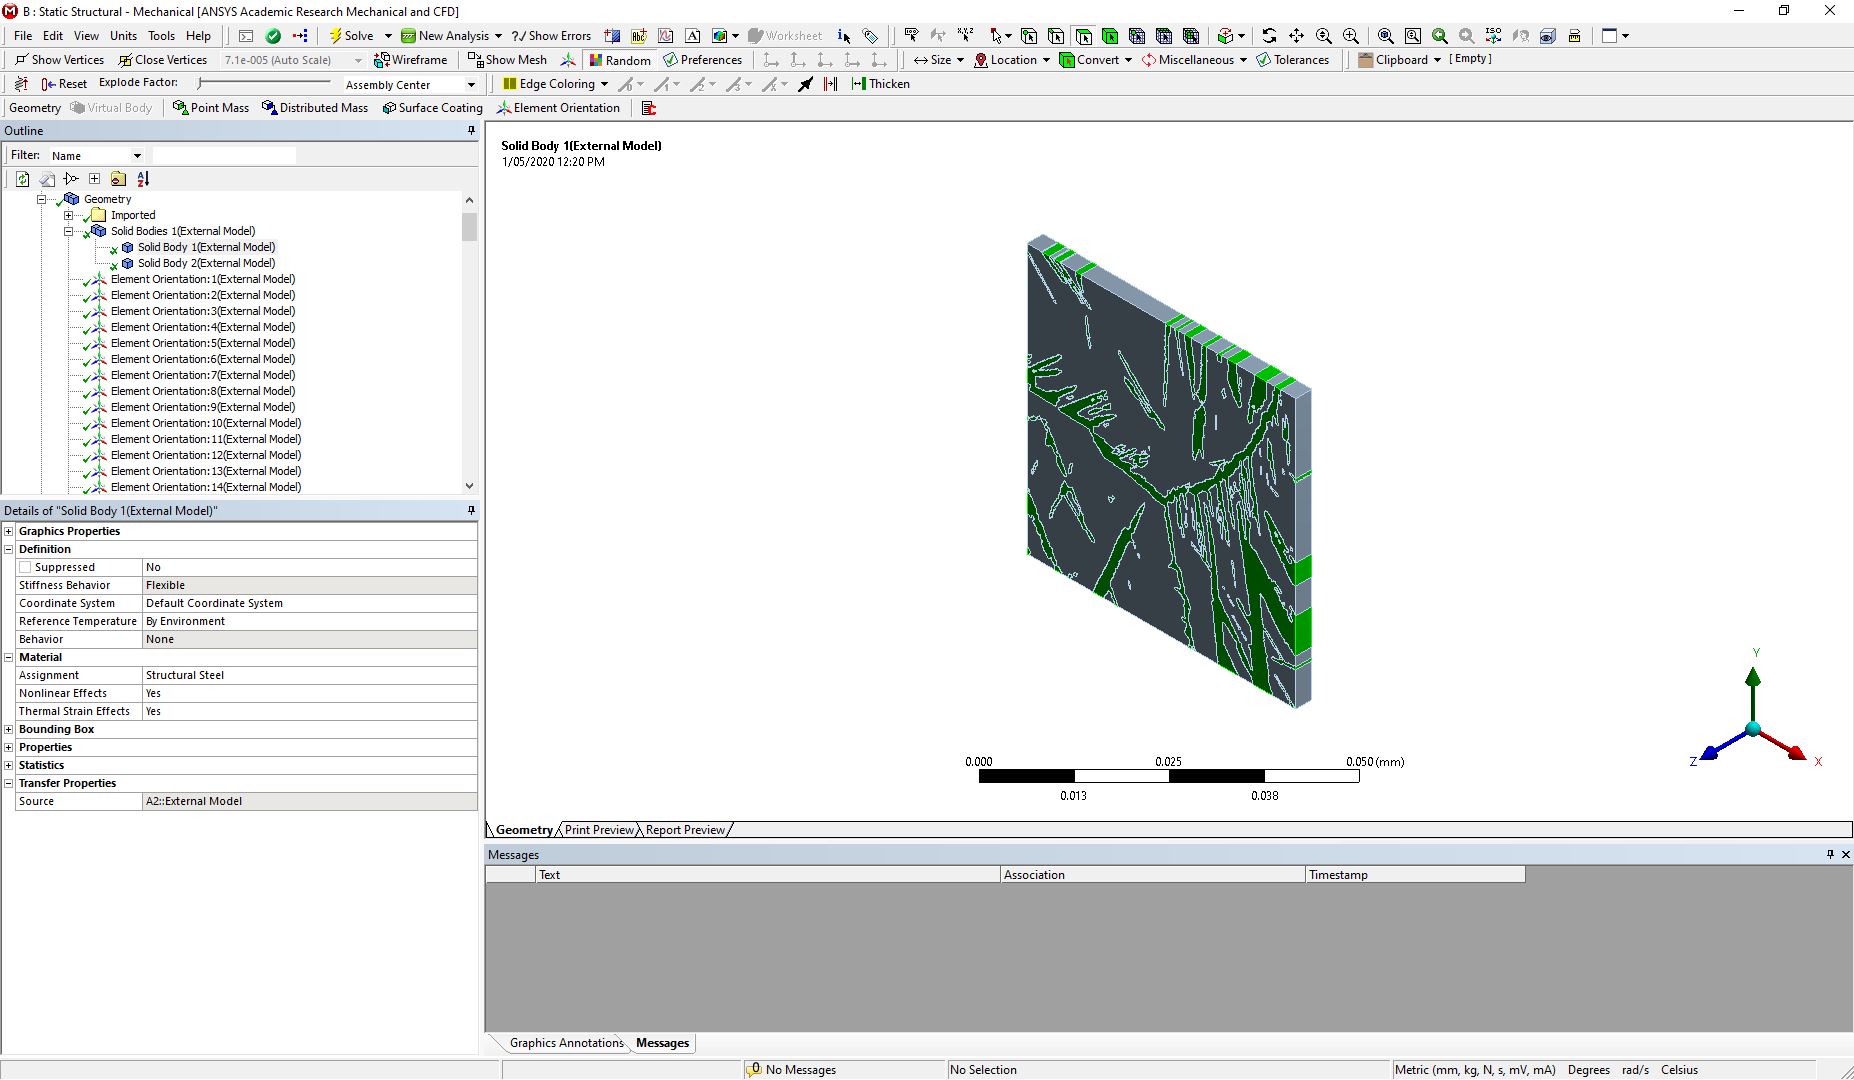 B : Static Structural - Mechanical [ANSYS Academic Research Mechanical and CFD]
File Edit View Units Tools Help Solve New Analysis ?/ Show Errors Worksheet
Show Vertices Close Vertices 7.1e-005 (Auto Scale) Wireframe Show Mesh Random Preferences Size Location Convert Miscellaneous Tolerances Clipboard [ Empty ]
Reset Explode Factor: Assembly Center Edge Coloring Thicken
Geometry Virtual Body Point Mass Distributed Mass Surface Coating Element Orientation
Outline
Filter: Name
Geometry
Imported
Solid Bodies 1(External Model)
Solid Body 1(External Model)
Solid Body 2(External Model)
Element Orientation:1(External Model)
Element Orientation:2(External Model)
Element Orientation:3(External Model)
Element Orientation:4(External Model)
Element Orientation:5(External Model)
Element Orientation:6(External Model)
Element Orientation:7(External Model)
Element Orientation:8(External Model)
Element Orientation:9(External Model)
Element Orientation:10(External Model)
Element Orientation:11(External Model)
Element Orientation:12(External Model)
Element Orientation:13(External Model)
Element Orientation:14(External Model)
Details of "Solid Body 1(External Model)"
Graphics Properties
Definition
Suppressed No
Stiffness Behavior Flexible
Coordinate System Default Coordinate System
Reference Temperature By Environment
Behavior None
Material
Assignment Structural Steel
Nonlinear Effects Yes
Thermal Strain Effects Yes
Bounding Box
Properties
Statistics
Transfer Properties
Source A2::External Model
Solid Body 1(External Model)
1/05/2020 12:20 PM
Y
Z X
0.000 0.025 0.050 (mm)
0.013 0.038
Geometry Print Preview Report Preview
Messages
Text Association Timestamp
Graphics Annotations Messages
0 No Messages No Selection Metric (mm, kg, N, s, mV, mA) Degrees rad/s Celsius